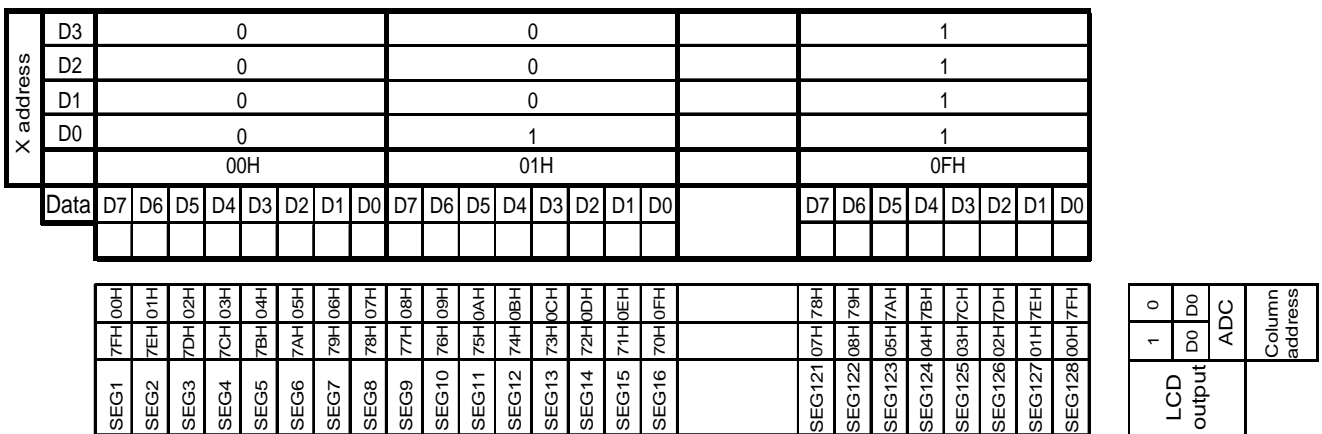 X address
D3 0 0 1
D2 0 0 1
D1 0 0 1
D0 0 1 1
00H 01H 0FH
Data D7 D6 D5 D4 D3 D2 D1 D0 D7 D6 D5 D4 D3 D2 D1 D0 D7 D6 D5 D4 D3 D2 D1 D0
00H 01H 02H 03H 04H 05H 06H 07H 08H 09H 0AH 0BH 0CH 0DH 0EH 0FH 78H 79H 7AH 7BH 7CH 7DH 7EH 7FH 0 D0
7FH 7EH 7DH 7CH 7BH 7AH 79H 78H 77H 76H 75H 74H 73H 72H 71H 70H 07H 08H 05H 04H 03H 02H 01H 00H 1 D0
ADC
Column
address
SEG1 SEG2 SEG3 SEG4 SEG5 SEG6 SEG7 SEG8 SEG9 SEG10 SEG11 SEG12 SEG13 SEG14 SEG15 SEG16 SEG121 SEG122 SEG123 SEG124 SEG125 SEG126 SEG127 SEG128
LCD
output